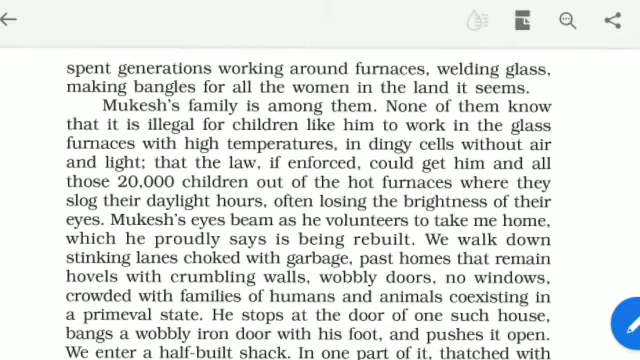 spent generations working around furnaces, welding glass,
making bangles for all the women in the land it seems.
Mukesh's family is among them. None of them know
that it is illegal for children like him to work in the glass
furnaces with high temperatures, in dingy cells without air
and light; that the law, if enforced, could get him and all
those 20,000 children out of the hot furnaces where they
slog their daylight hours, often losing the brightness of their
eyes. Mukesh's eyes beam as he volunteers to take me home,
which he proudly says is being rebuilt. We walk down
stinking lanes choked with garbage, past homes that remain
hovels with crumbling walls, wobbly doors, no windows,
crowded with families of humans and animals coexisting in
a primeval state. He stops at the door of one such house,
bangs a wobbly iron door with his foot, and pushes it open.
We enter a half-built shack. In one part of it, thatched with